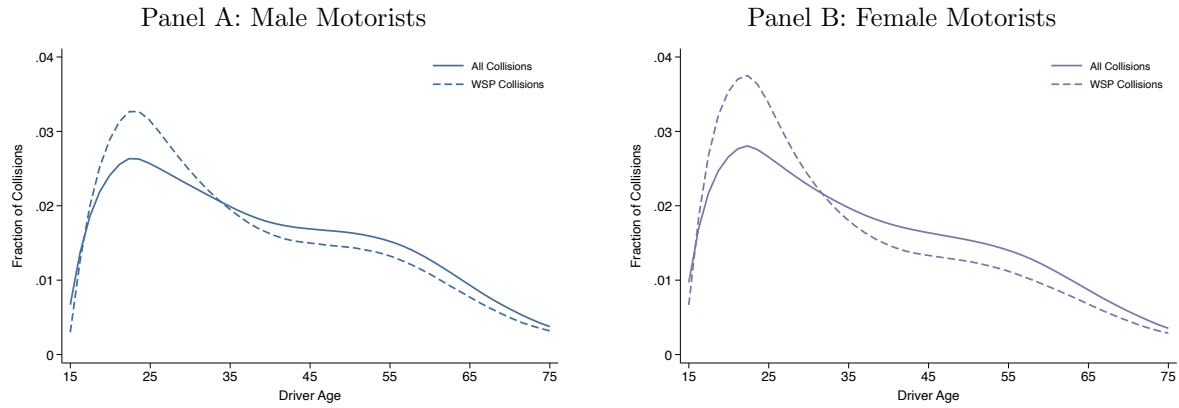 Panel A: Male Motorists
.04
.03
.02
.01
0
Fraction of Collisions
15 25 35 45 55 65 75
Driver Age
All Collisions
WSP Collisions
Panel B: Female Motorists
.04
.03
.02
.01
0
Fraction of Collisions
15 25 35 45 55 65 75
Driver Age
All Collisions
WSP Collisions